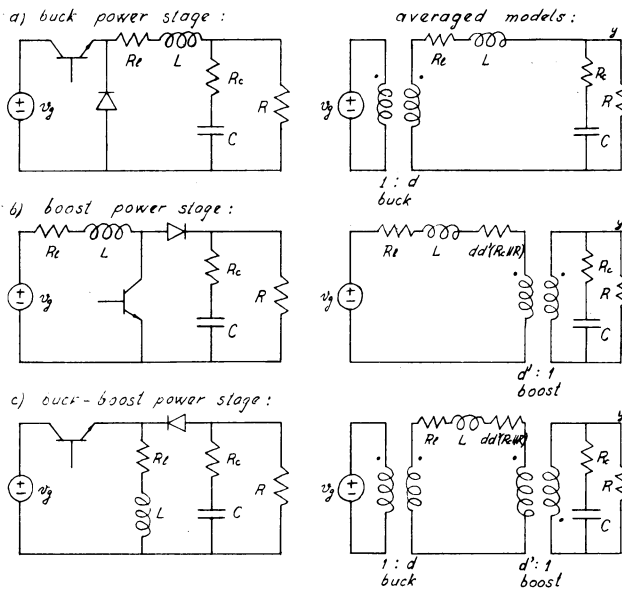 a) buck power stage:
averaged models:
Rℓ L
Rc
R
vg
C
Rℓ L
y
Rc
R
vg
C
1 : d
buck
b) boost power stage:
Rℓ L
Rc
R
vg
C
Rℓ L dd'(Rc∥R)
y
Rc
R
vg
C
d' : 1
boost
c) buck-boost power stage:
Rℓ
Rc
R
vg
L
C
Rℓ L dd'(Rc∥R)
y
Rc
R
vg
C
1 : d
buck
d' : 1
boost